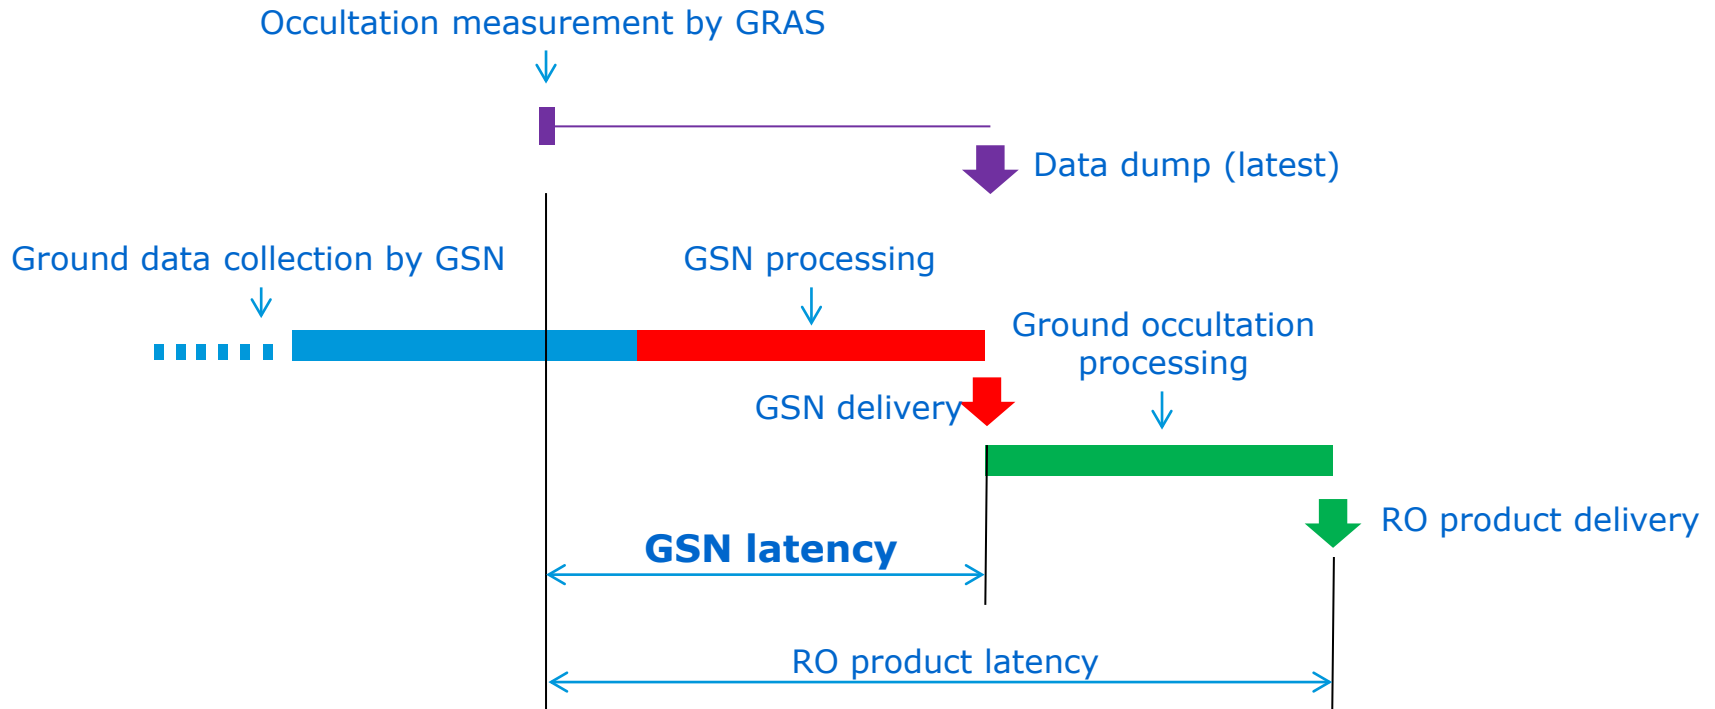 Occultation measurement by GRAS
Data dump (latest)
Ground data collection by GSN
GSN processing
Ground occultation
processing
GSN delivery
RO product delivery
GSN latency
RO product latency